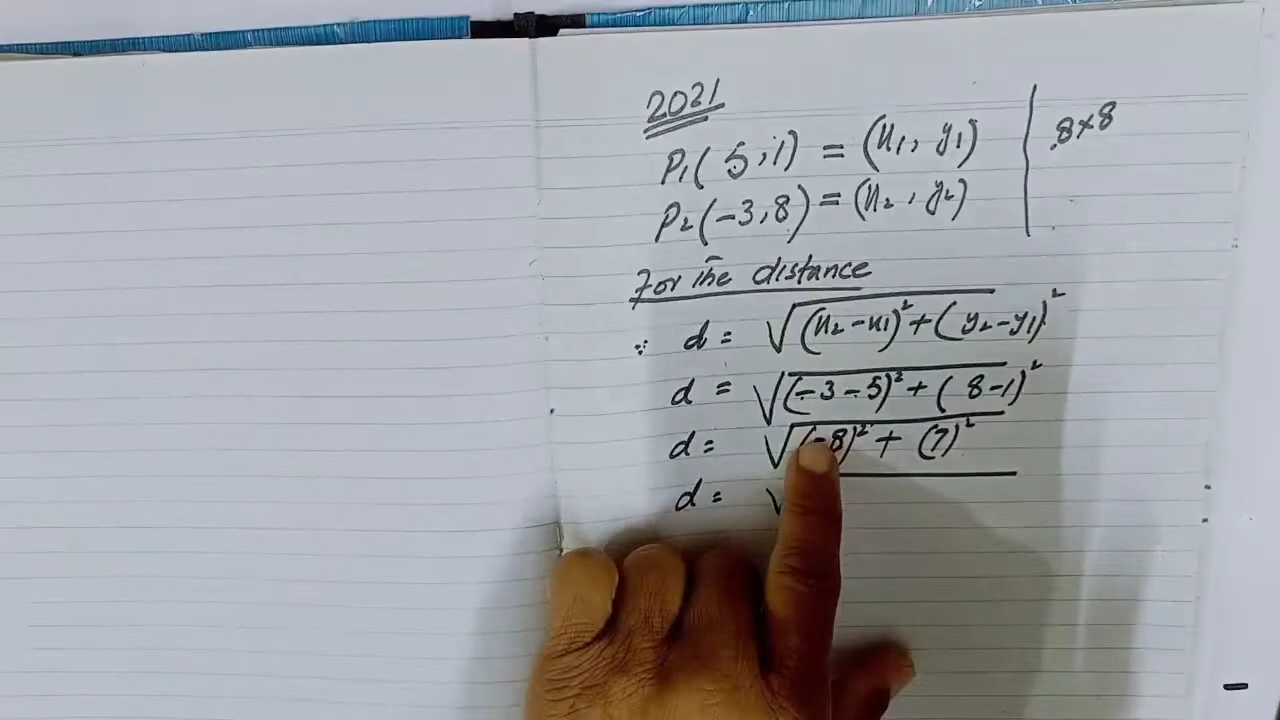 2021
P₁(5,1) = (x₁, y₁)
P₂(-3,8) = (x₂, y₂)
8×8
For the distance
∵ d = √(x₂-x₁)²+(y₂-y₁)²
d = √(-3-5)²+(8-1)²
d = √(-8)²+(7)²
d = √